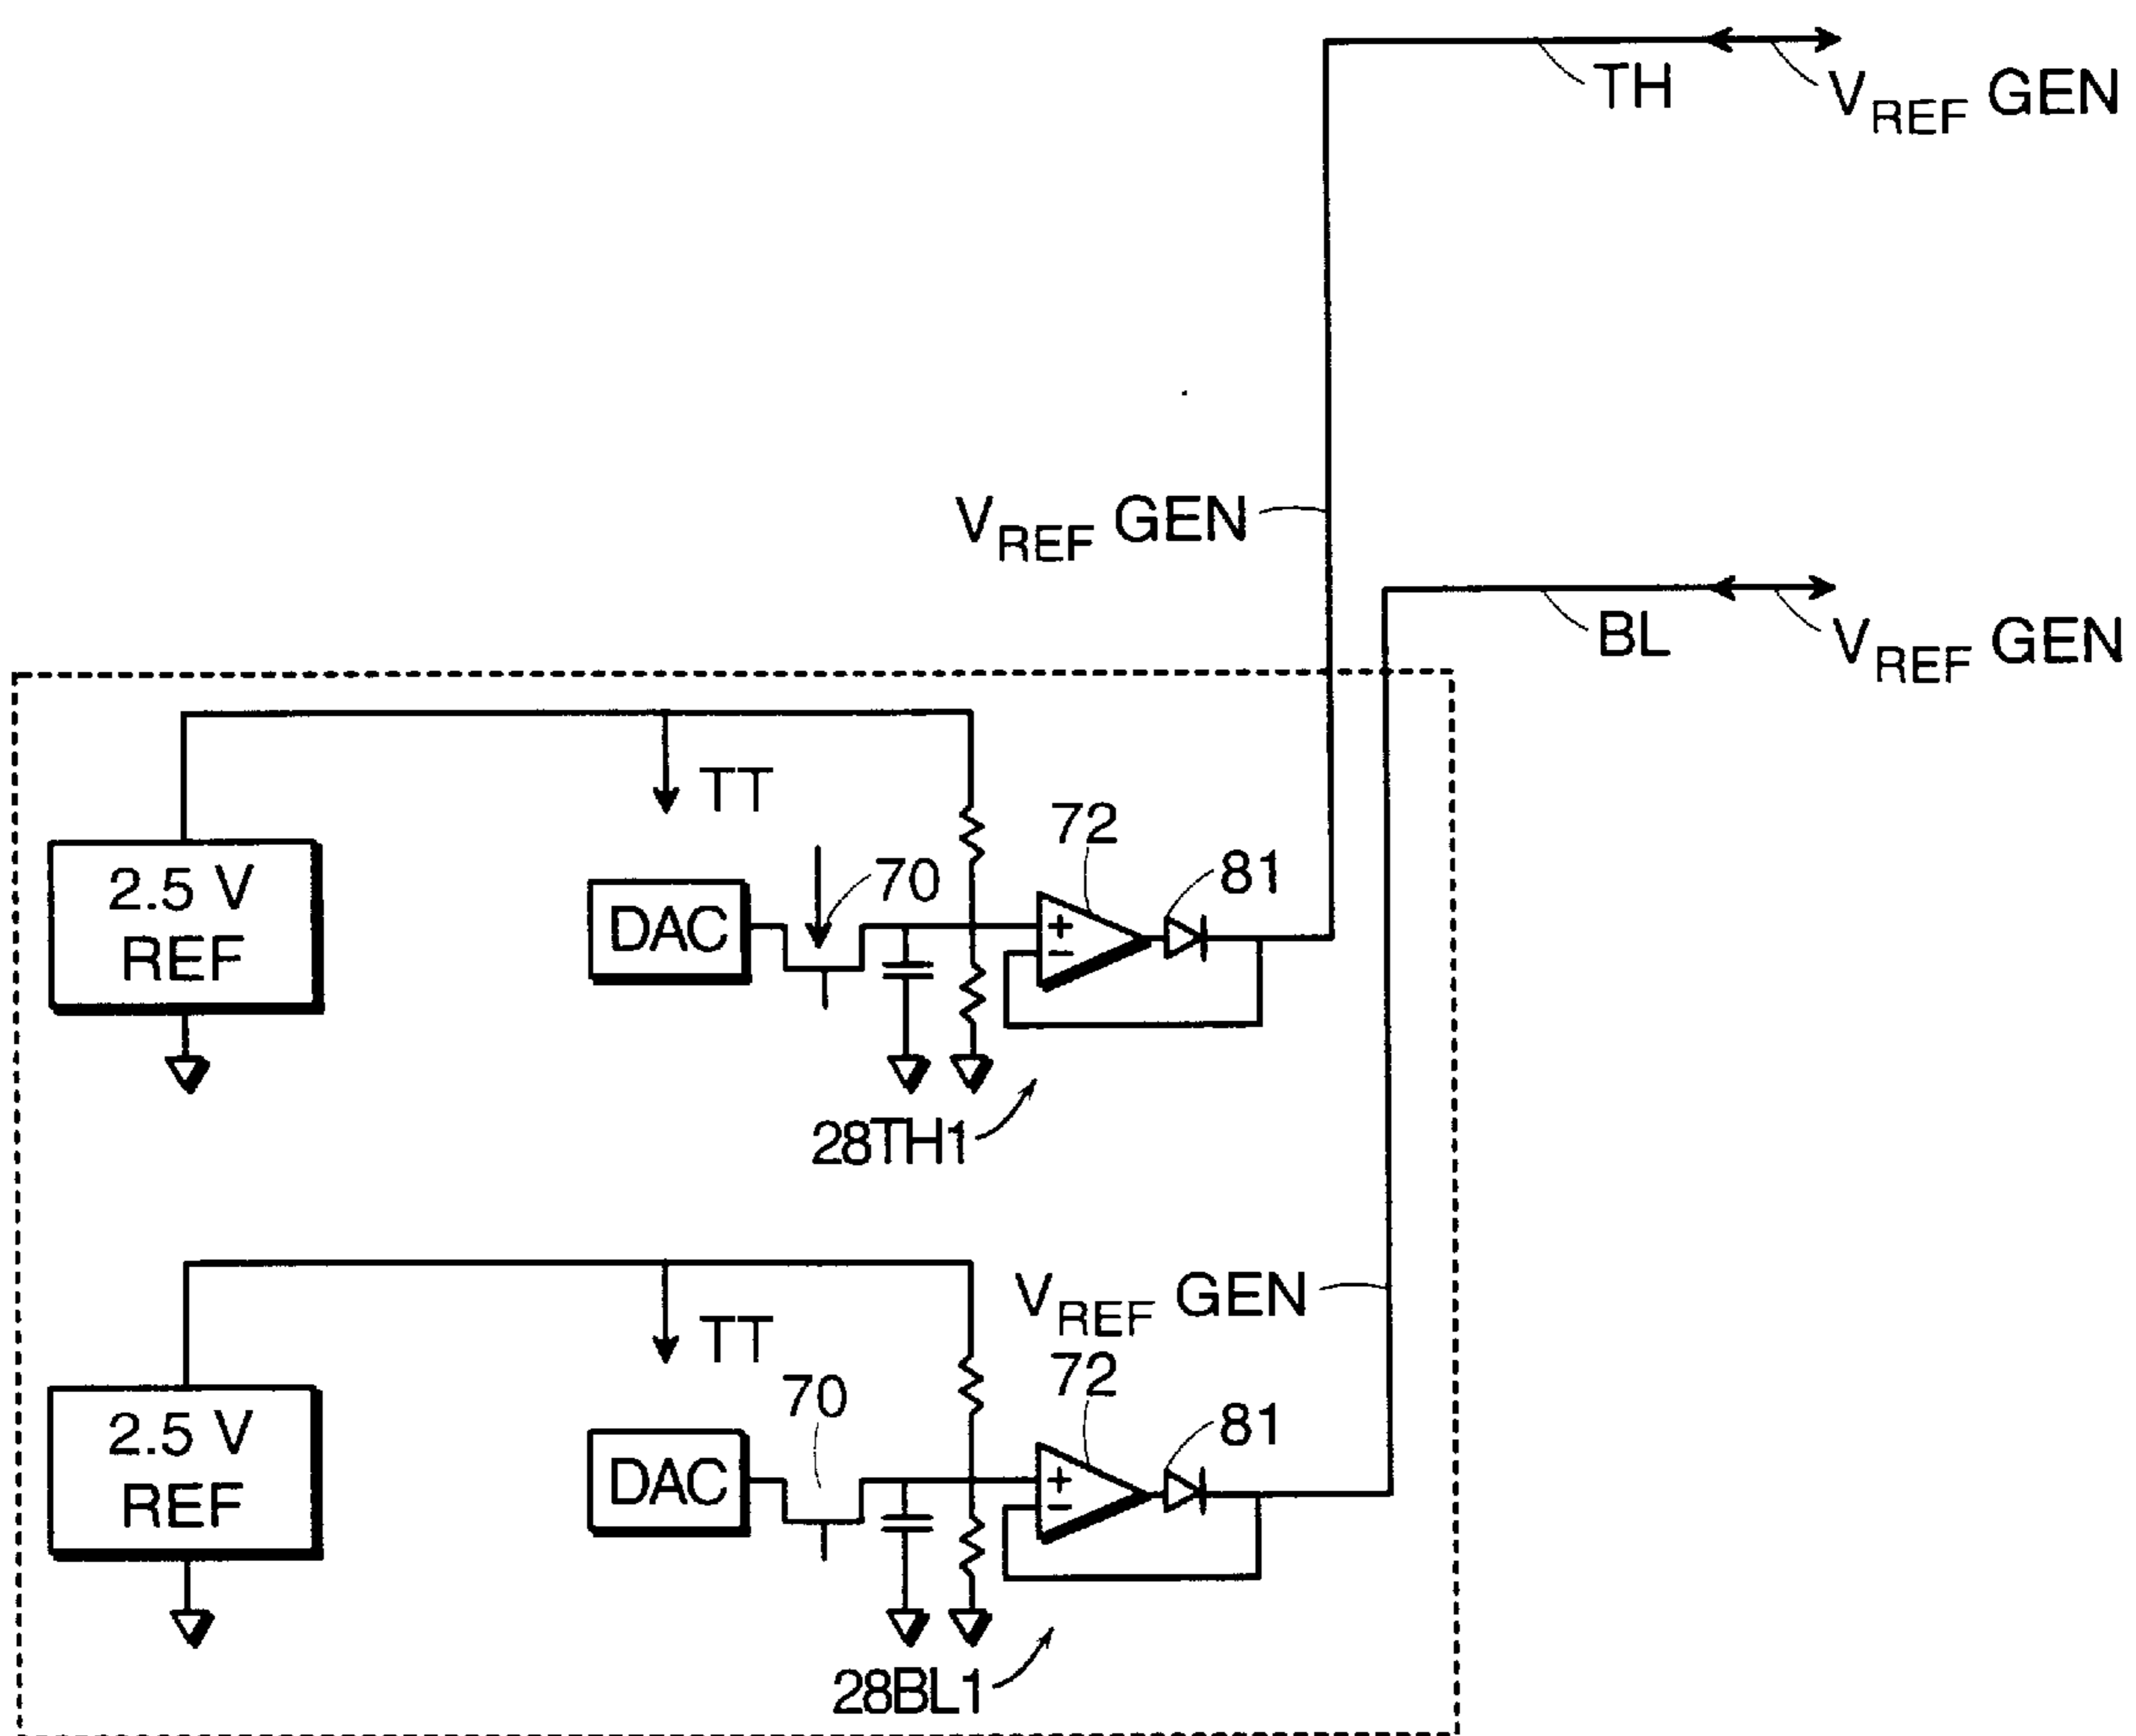 TH
VREF GEN
VREF GEN
BL
VREF GEN
TT
2.5 V
REF
DAC
70
72
81
28TH1
VREF GEN
TT
2.5 V
REF
DAC
70
72
81
28BL1